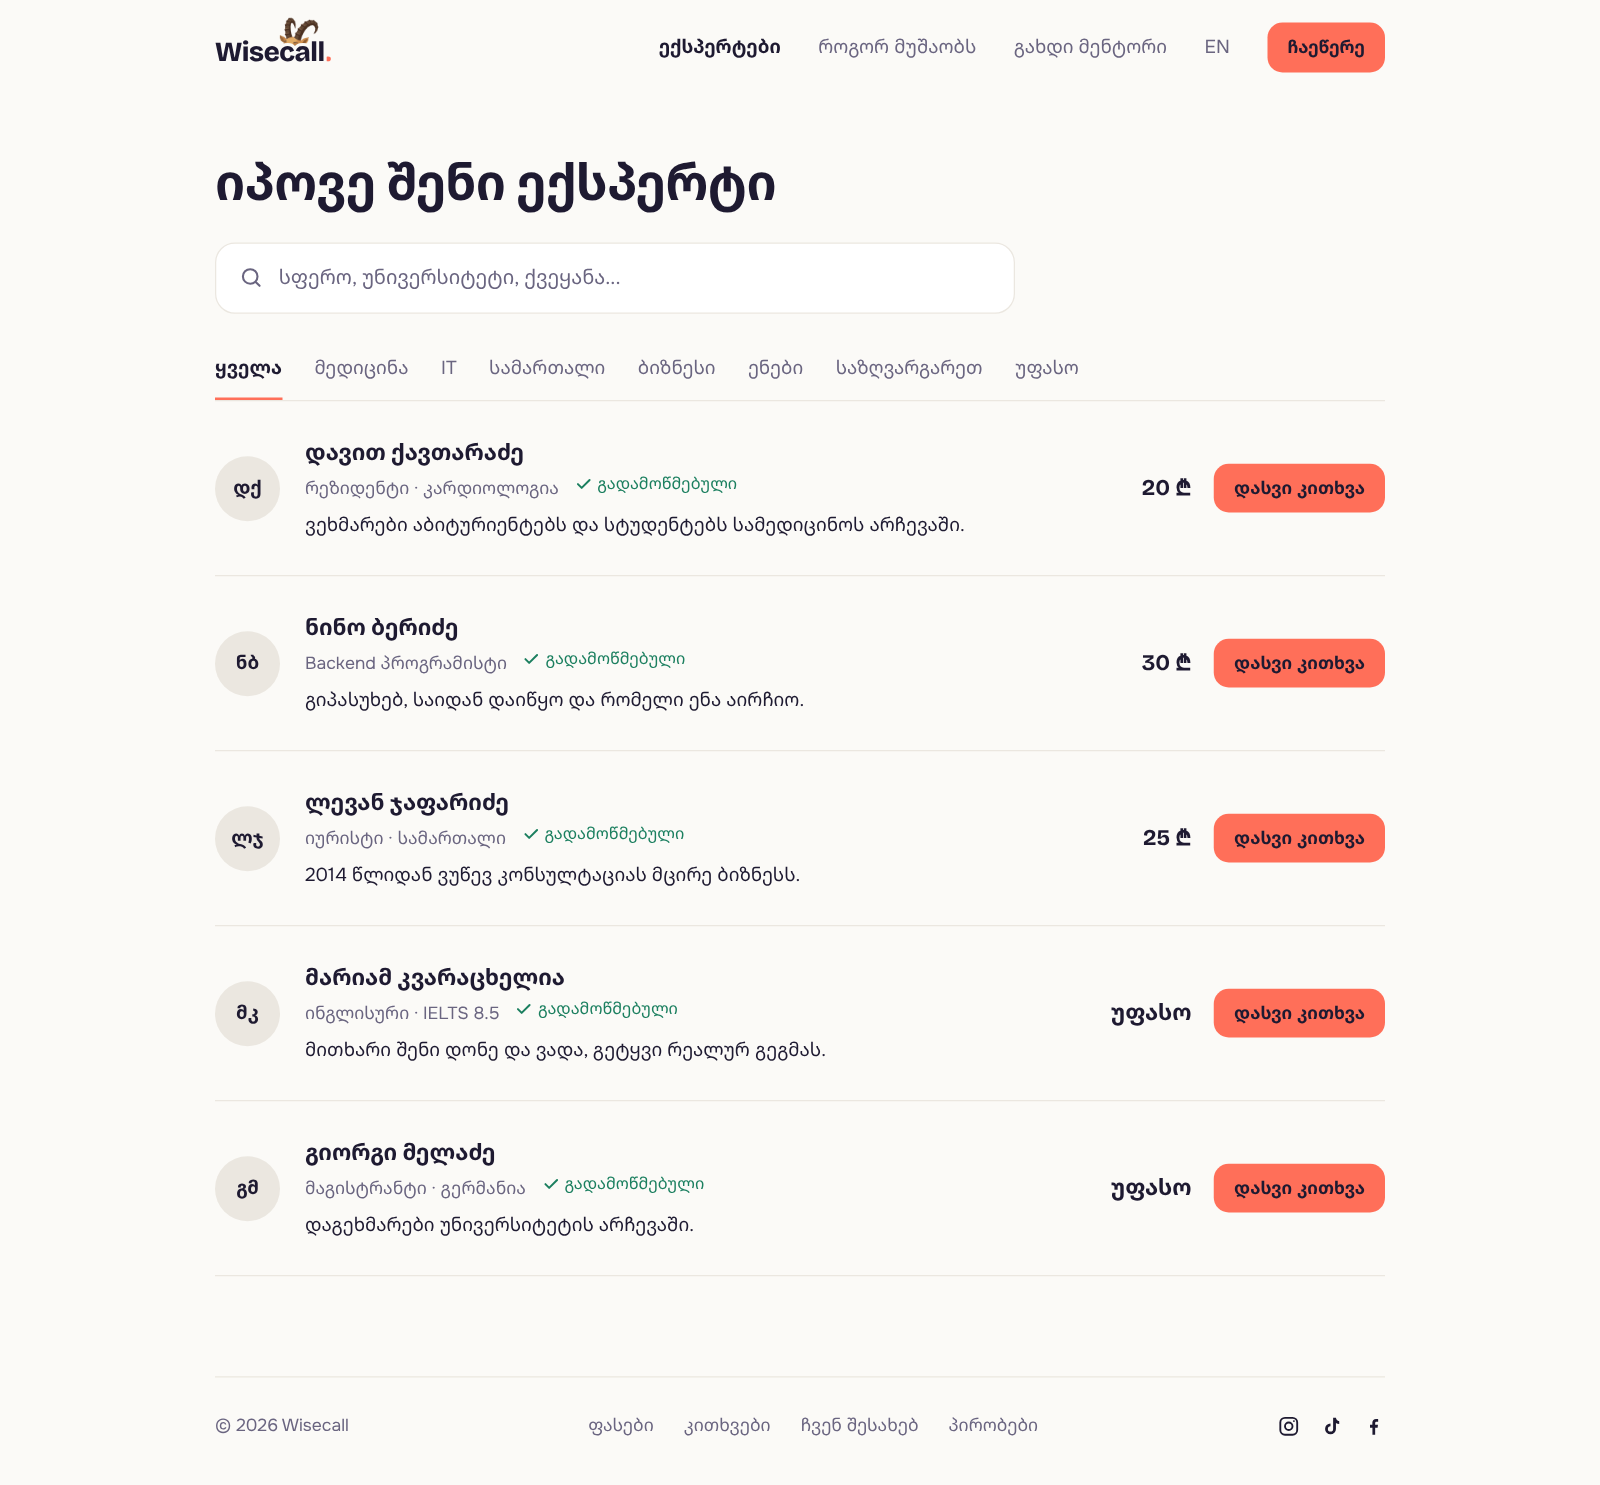 Wisecall.
ექსპერტები როგორ მუშაობს გახდი მენტორი EN ჩაეწერე
იპოვე შენი ექსპერტი
სფერო, უნივერსიტეტი, ქვეყანა...
ყველა მედიცინა IT სამართალი ბიზნესი ენები საზღვარგარეთ უფასო
დავით ქავთარაძე
დქ რეზიდენტი · კარდიოლოგია გადამოწმებული 20 ₾ დასვი კითხვა
ვეხმარები აბიტურიენტებს და სტუდენტებს სამედიცინოს არჩევაში.
ნინო ბერიძე
ნბ Backend პროგრამისტი გადამოწმებული 30 ₾ დასვი კითხვა
გიპასუხებ, საიდან დაიწყო და რომელი ენა აირჩიო.
ლევან ჯაფარიძე
ლჯ იურისტი · სამართალი გადამოწმებული 25 ₾ დასვი კითხვა
2014 წლიდან ვუწევ კონსულტაციას მცირე ბიზნესს.
მარიამ კვარაცხელია
მკ ინგლისური · IELTS 8.5 გადამოწმებული უფასო დასვი კითხვა
მითხარი შენი დონე და ვადა, გეტყვი რეალურ გეგმას.
გიორგი მელაძე
გმ მაგისტრანტი · გერმანია გადამოწმებული უფასო დასვი კითხვა
დაგეხმარები უნივერსიტეტის არჩევაში.
© 2026 Wisecall ფასები კითხვები ჩვენ შესახებ პირობები